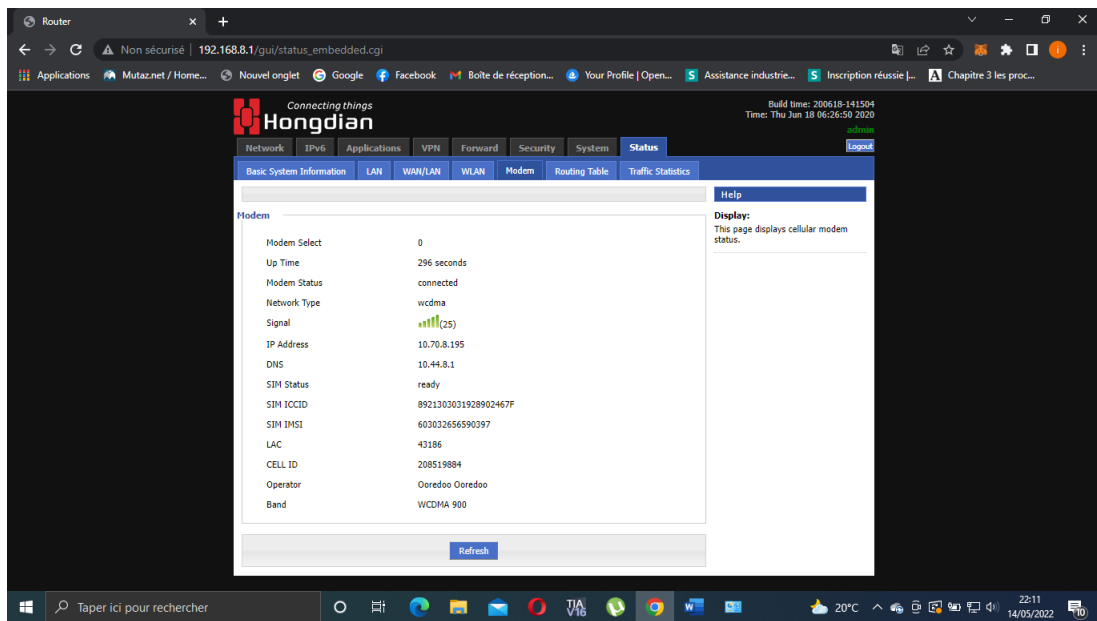 Router
Non sécurisé | 192.168.8.1/gui/status_embedded.cgi
Applications Mutaz.net / Home... Nouvel onglet Google Facebook Boîte de réception... Your Profile | Open... Assistance industrie... Inscription réussie |... Chapitre 3 les proc...
Connecting things
Hongdian
Build time: 200618-141504
Time: Thu Jun 18 06:26:50 2020
admin
Logout
Network IPv6 Applications VPN Forward Security System Status
Basic System Information LAN WAN/LAN WLAN Modem Routing Table Traffic Statistics
Modem
Modem Select 0
Up Time 296 seconds
Modem Status connected
Network Type wcdma
Signal (25)
IP Address 10.70.8.195
DNS 10.44.8.1
SIM Status ready
SIM ICCID 8921303031928902467F
SIM IMSI 603032656590397
LAC 43186
CELL ID 208519884
Operator Ooredoo Ooredoo
Band WCDMA 900
Refresh
Help
Display:
This page displays cellular modem
status.
Taper ici pour rechercher
TIA
V16
20°C
22:11
14/05/2022
10